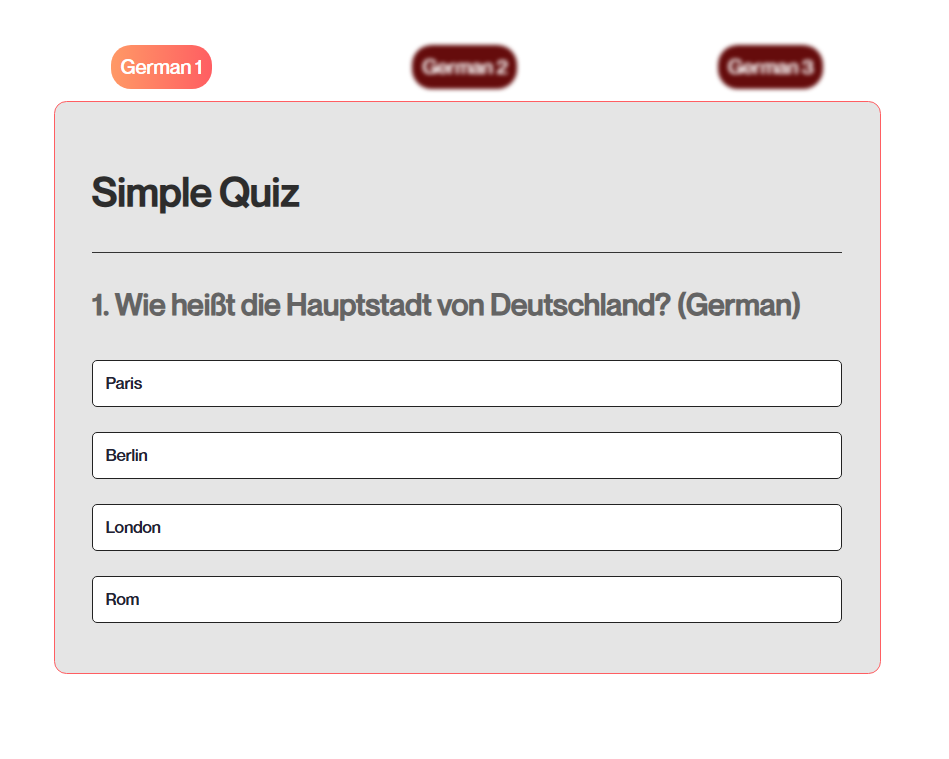 German 1
German 2
German 3
Simple Quiz
1. Wie heißt die Hauptstadt von Deutschland? (German)
Paris
Berlin
London
Rom